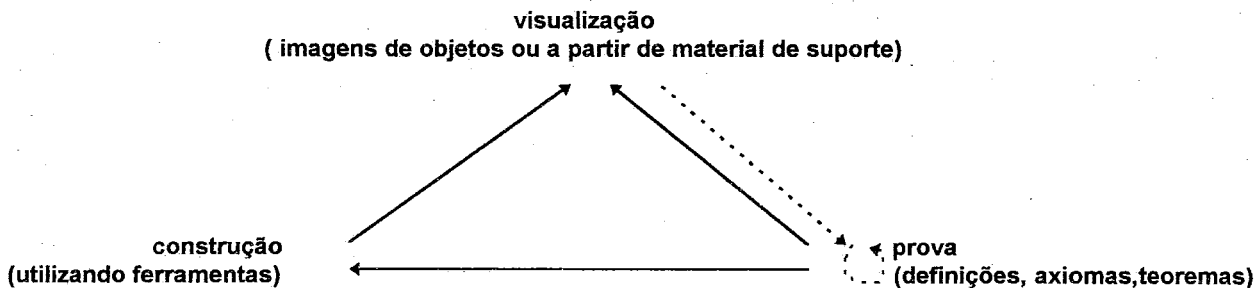 visualização
( imagens de objetos ou a partir de material de suporte)
construção
(utilizando ferramentas)
prova
(definições, axiomas,teoremas)